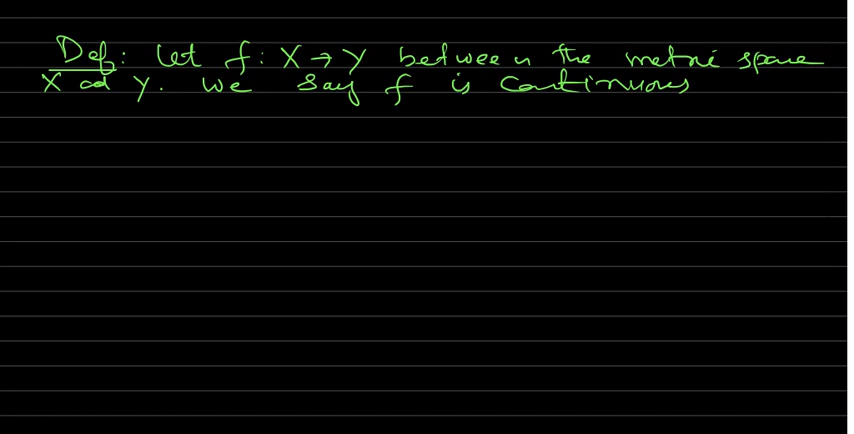 Def: Let f: X → Y between the metric space
X and Y. We say f is continuous